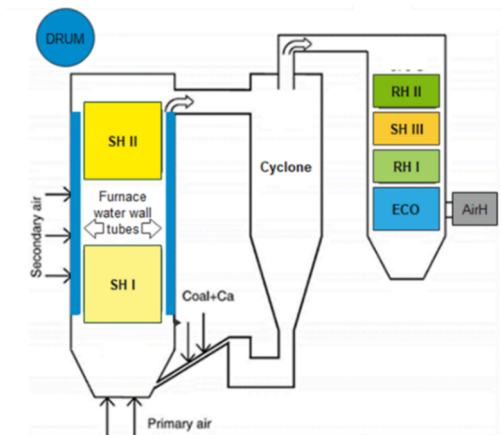 DRUM
RH II
SH II
SH III
Cyclone
RH I
Furnace
water wall
tubes
ECO
AirH
Secondary air
SH I
Coal+Ca
Primary air